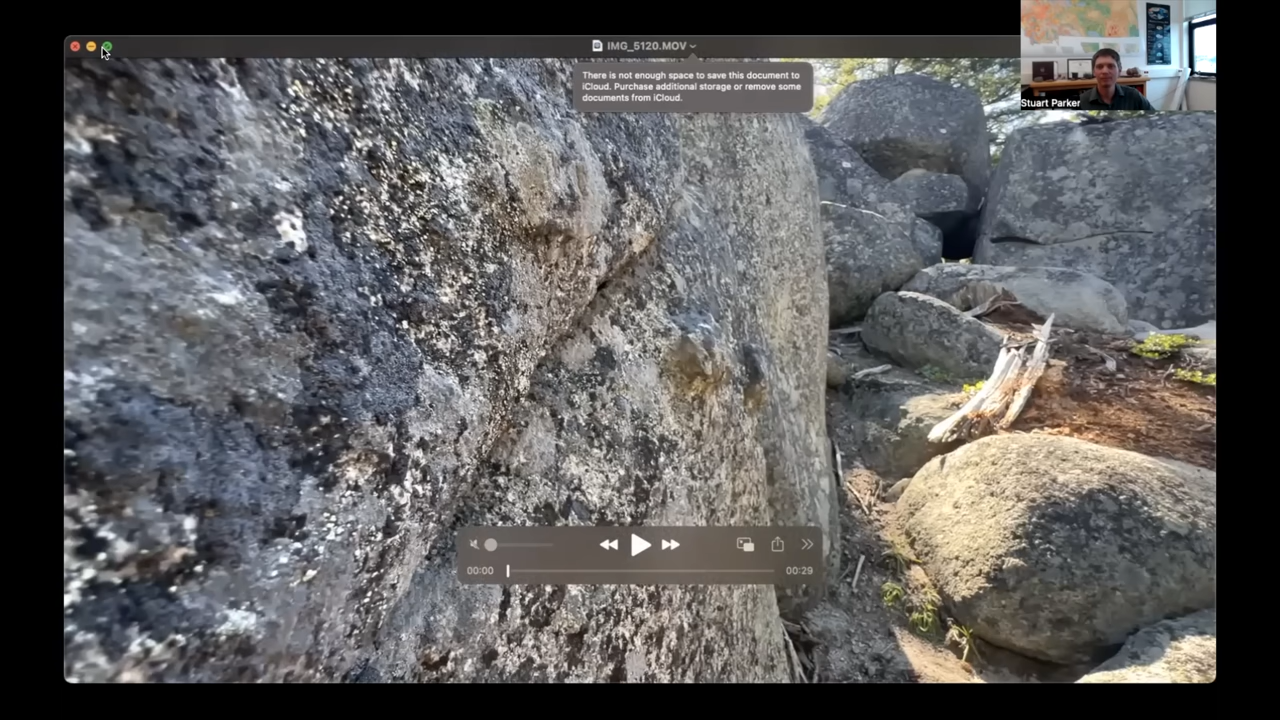 IMG_5120.MOV
There is not enough space to save this document to
iCloud. Purchase additional storage or remove some
documents from iCloud.
Stuart Parker
00:00
00:29